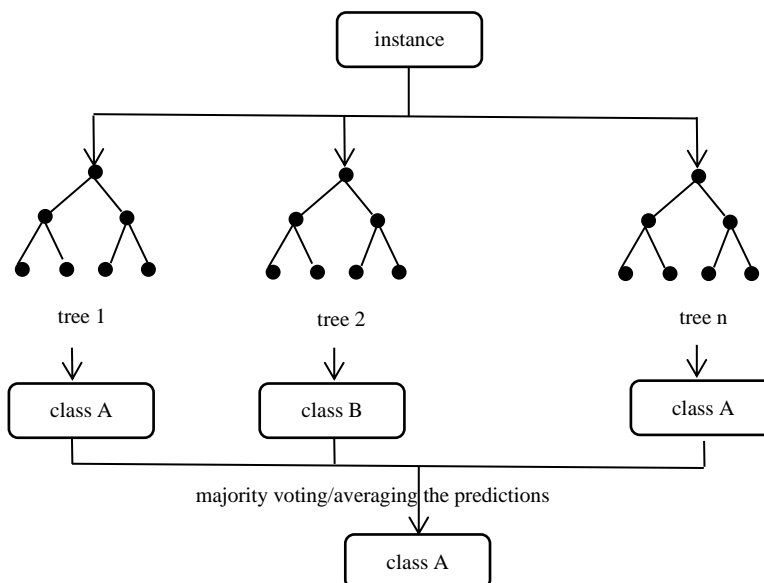 instance
tree 1
tree 2
tree n
class A
class B
class A
majority voting/averaging the predictions
class A